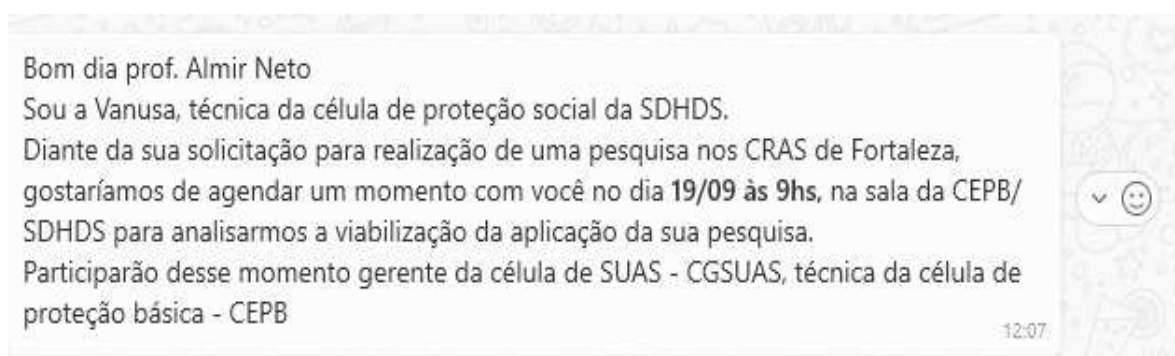 Bom dia prof. Almir Neto
Sou a Vanusa, técnica da célula de proteção social da SDHDS.
Diante da sua solicitação para realização de uma pesquisa nos CRAS de Fortaleza,
gostaríamos de agendar um momento com você no dia 19/09 às 9hs, na sala da CEPB/
SDHDS para analisarmos a viabilização da aplicação da sua pesquisa.
Participarão desse momento gerente da célula de SUAS - CGSUAS, técnica da célula de
proteção básica - CEPB
12:07